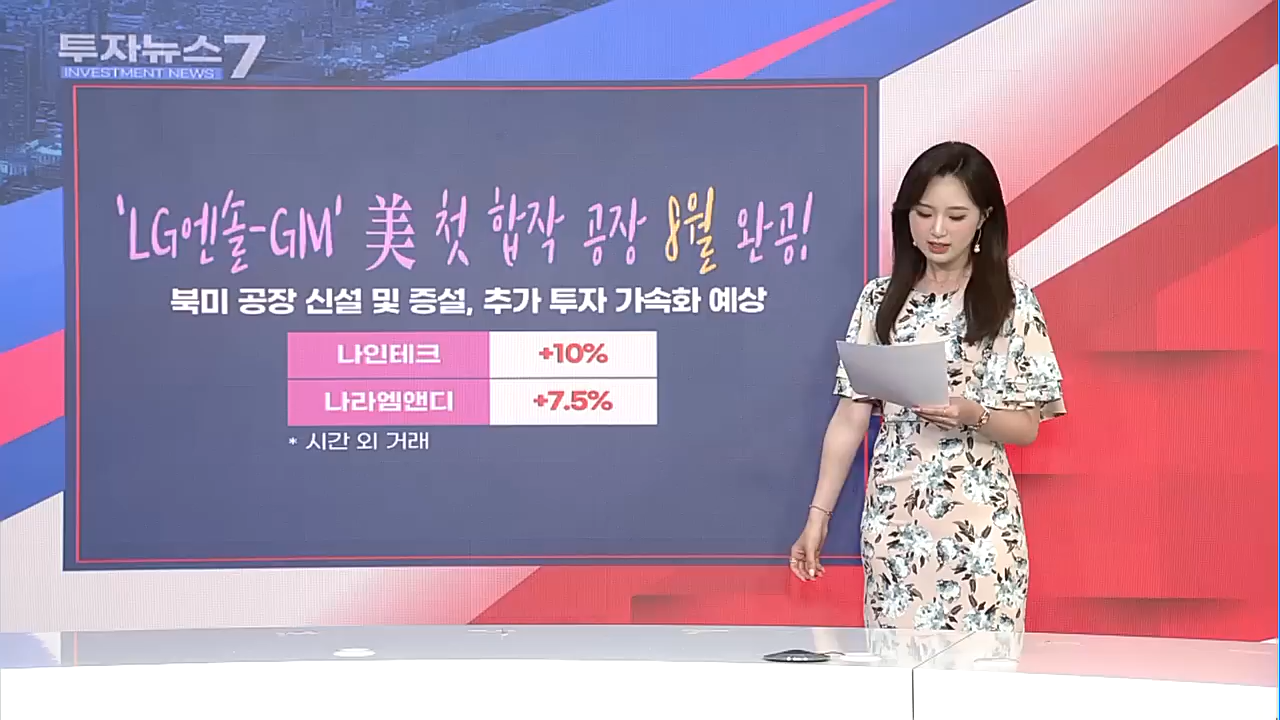 투자뉴스7
INVESTMENT NEWS
'LG엔솔-GM' 美 첫 합작 공장 8월 완공!
북미 공장 신설 및 증설, 추가 투자 가속화 예상
나인테크 +10%
나라엠앤디 +7.5%
* 시간 외 거래